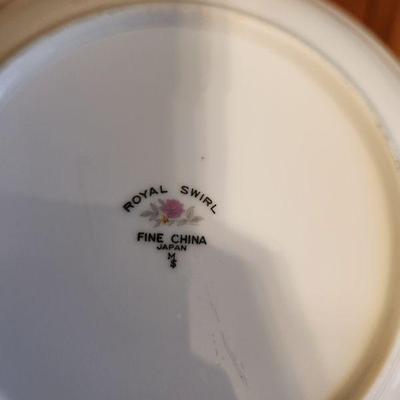 ROYAL SWIRL
FINE CHINA
JAPAN
M
$